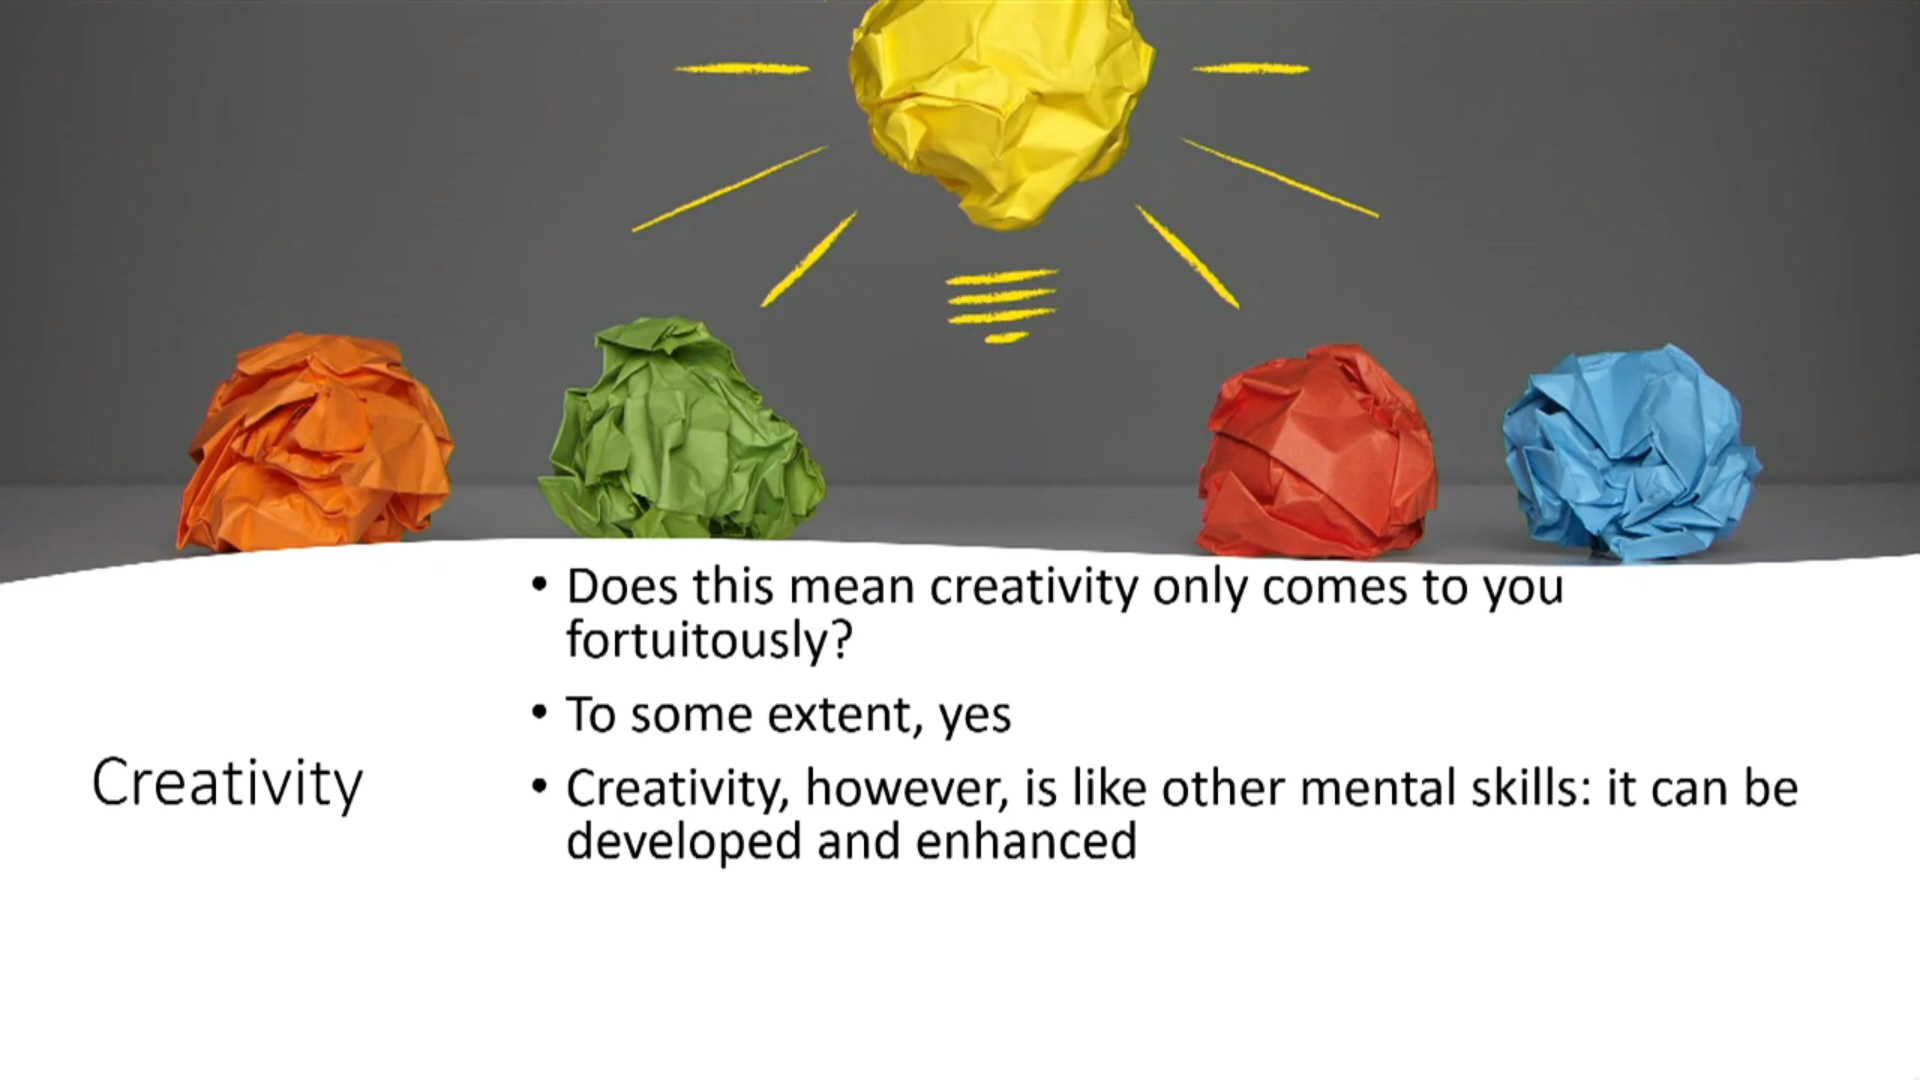 Creativity
• Does this mean creativity only comes to you
fortuitously?
• To some extent, yes
• Creativity, however, is like other mental skills: it can be
developed and enhanced